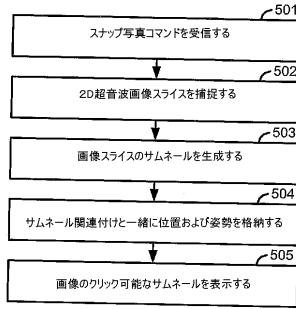 501
スナップ写真コマンドを受信する
502
2D超音波画像スライスを捕捉する
503
画像スライスのサムネールを生成する
504
サムネール関連付けと一緒に位置および姿勢を格納する
505
画像のクリック可能なサムネールを表示する